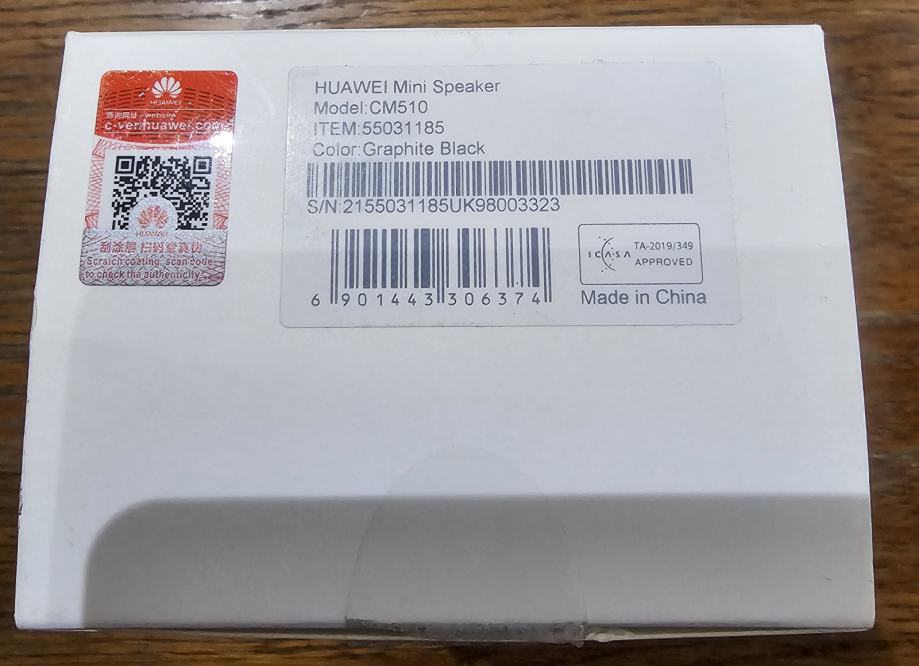 HUAWEI
查询网址 / website
c-ver.huawei.com
HUAWEI
刮涂层 扫码查真伪
Scratch coating, scan code
to check the authenticity
HUAWEI Mini Speaker
Model:CM510
ITEM:55031185
Color:Graphite Black
S/N:2155031185UK98003323
6 901443 306374
ICASA
TA-2019/349
APPROVED
Made in China